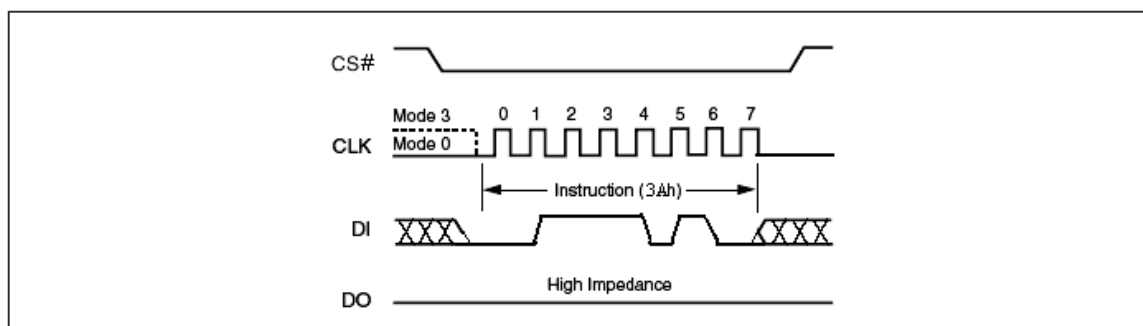 CS#
Mode 3 0 1 2 3 4 5 6 7
CLK Mode 0
Instruction (3Ah)
DI
High Impedance
DO